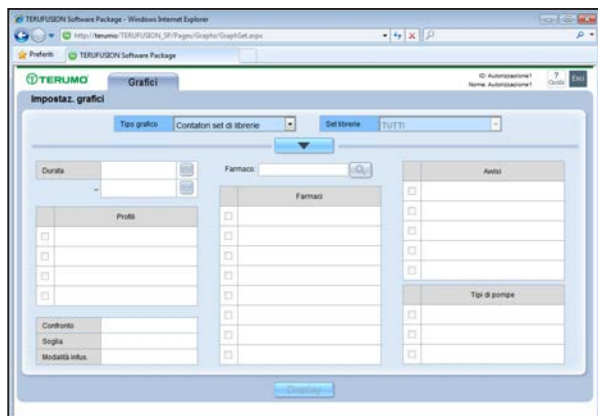 TERUFUSION Software Package - Windows Internet Explorer
http://terumo/TERUFUSION_SP/Pages/Graphs/GraphSet.aspx
Preferiti TERUFUSION Software Package
TERUMO Grafici
ID: Autorizzazione1
Nome: Autorizzazione1
? Guida Esci
Impostaz. grafici
Tipo grafico Contatori set di librerie Set librerie TUTTI
Durata
–
Farmaco:
Avvisi
Profili
Farmaci
Tipi di pompe
Confronto
Soglia
Modalità infus.
Display